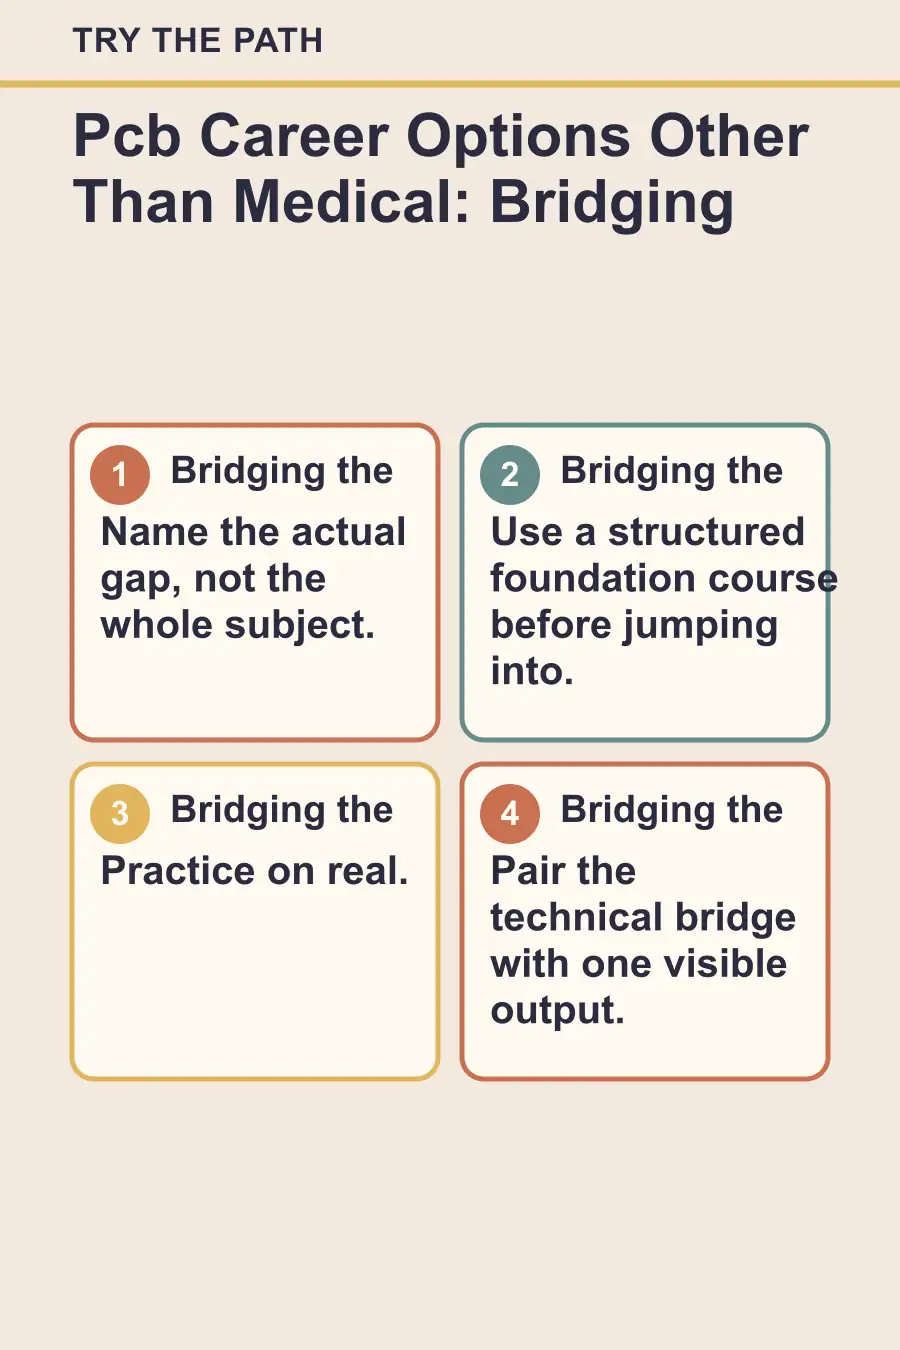 TRY THE PATH
Pcb Career Options Other
Than Medical: Bridging
1 Bridging the
Name the actual
gap, not the
whole subject.
2 Bridging the
Use a structured
foundation course
before jumping
into.
3 Bridging the
Practice on real.
4 Bridging the
Pair the
technical bridge
with one visible
output.